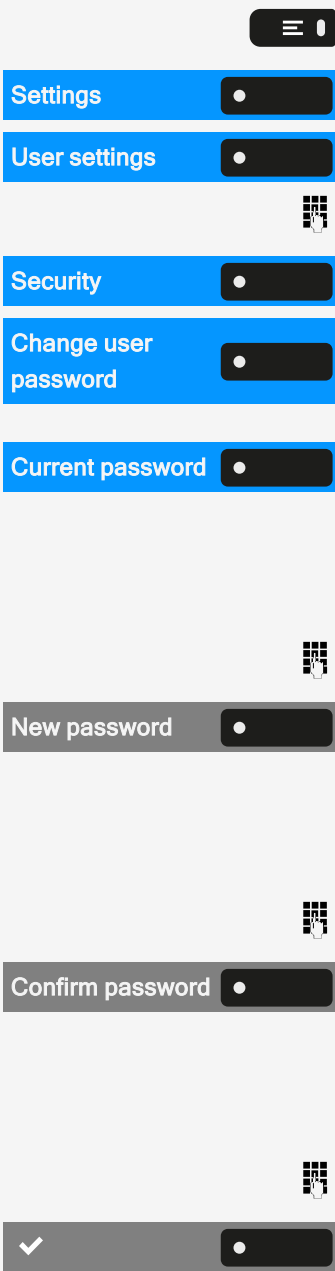 Settings
User settings
Security
Change user
password
Current password
New password
Confirm password